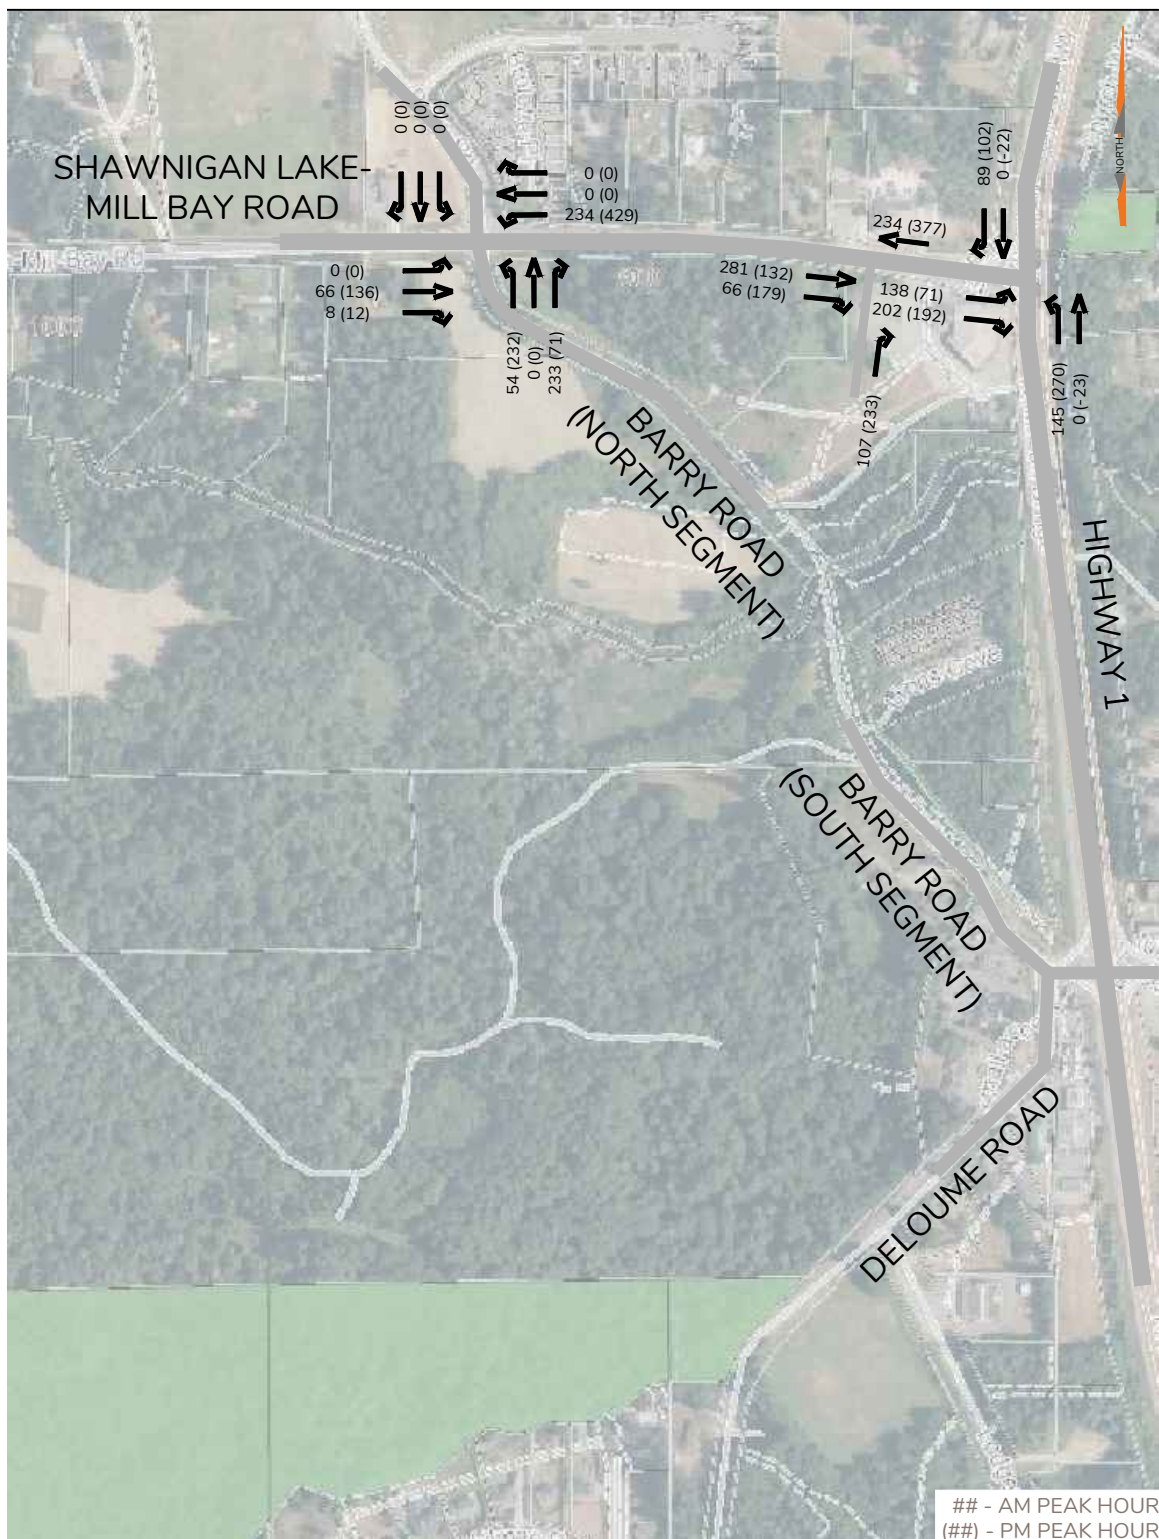 0 (0)
0 (0)
0 (0)
SHAWNIGAN LAKE-
MILL BAY ROAD
0 (0)
0 (0)
234 (429)
89 (102)
0 (-22)
NORTH
234 (377)
0 (0)
66 (136)
8 (12)
281 (132)
66 (179)
138 (71)
202 (192)
54 (232)
0 (0)
233 (71)
107 (233)
145 (270)
0 (-23)
BARRY ROAD
(NORTH SEGMENT)
HIGHWAY 1
BARRY ROAD
(SOUTH SEGMENT)
DELOUME ROAD
## - AM PEAK HOUR
(##) - PM PEAK HOUR